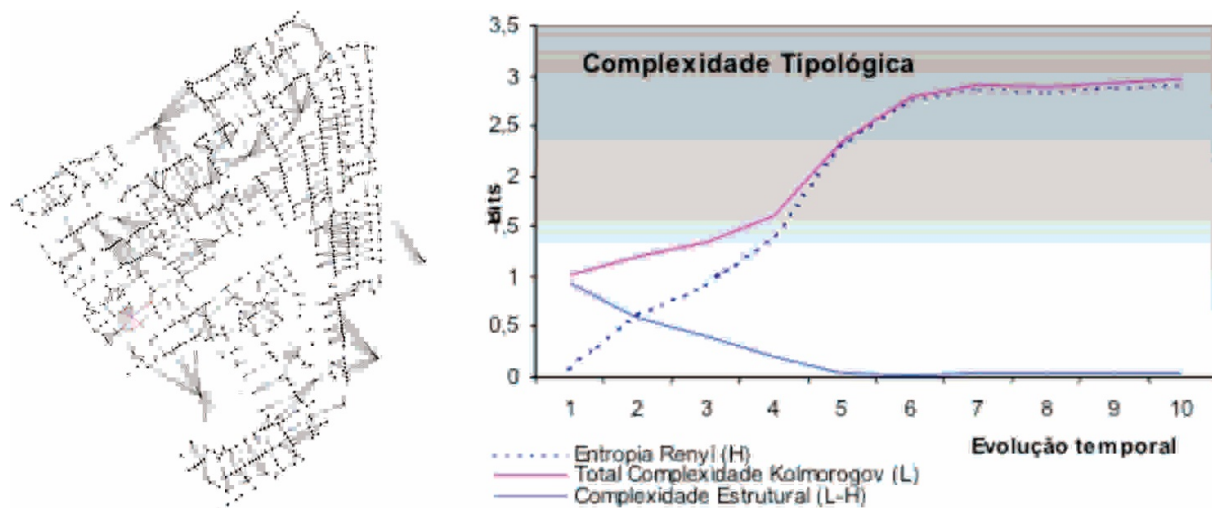 3,5
Complexidade Tipológica
3
2,5
2
Bits
1,5
1
0,5
0
1 2 3 4 5 6 7 8 9 10
Evolução temporal
Entropia Renyi (H)
Total Complexidade Kolmorogov (L)
Complexidade Estrutural (L-H)